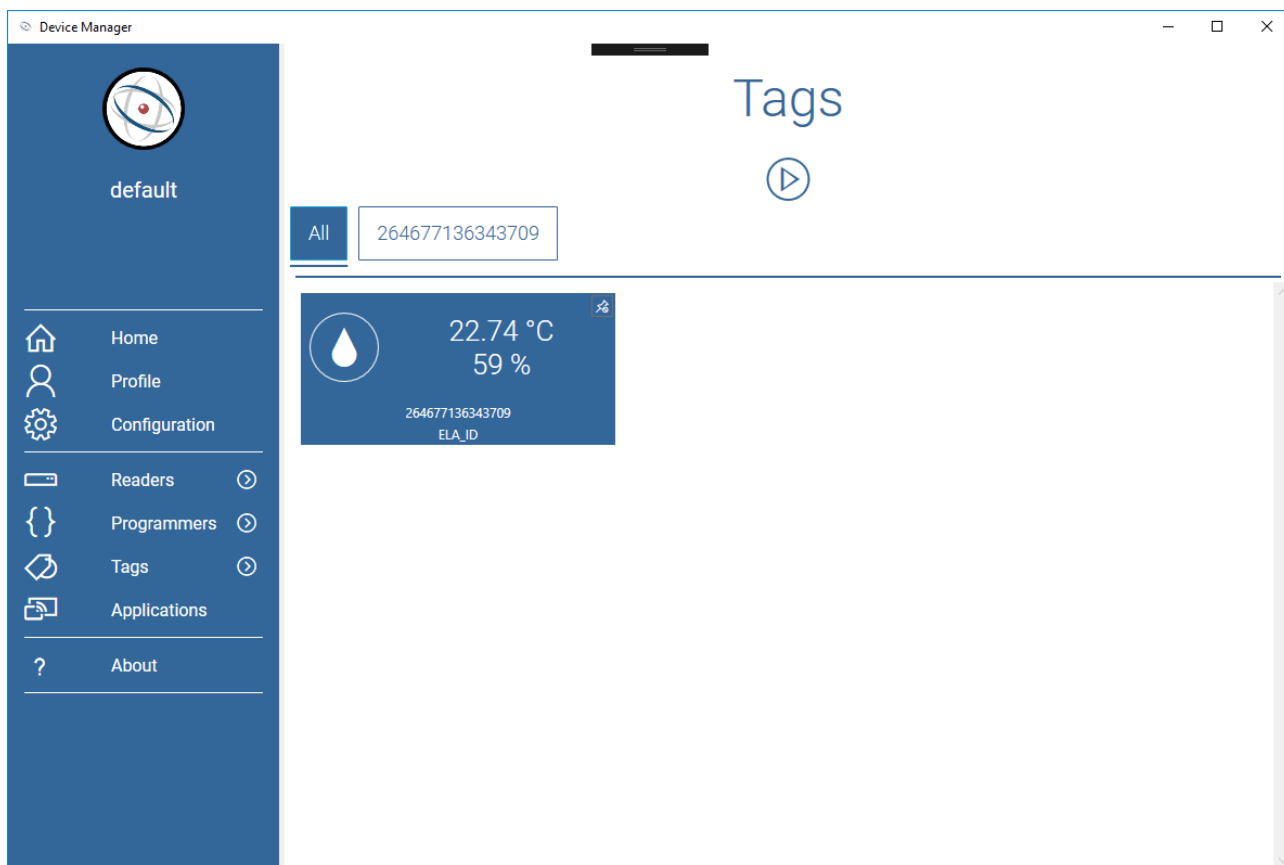 Device Manager
default
Home
Profile
Configuration
Readers
Programmers
Tags
Applications
? About
Tags
All
264677136343709
22.74 °C
59 %
264677136343709
ELA_ID